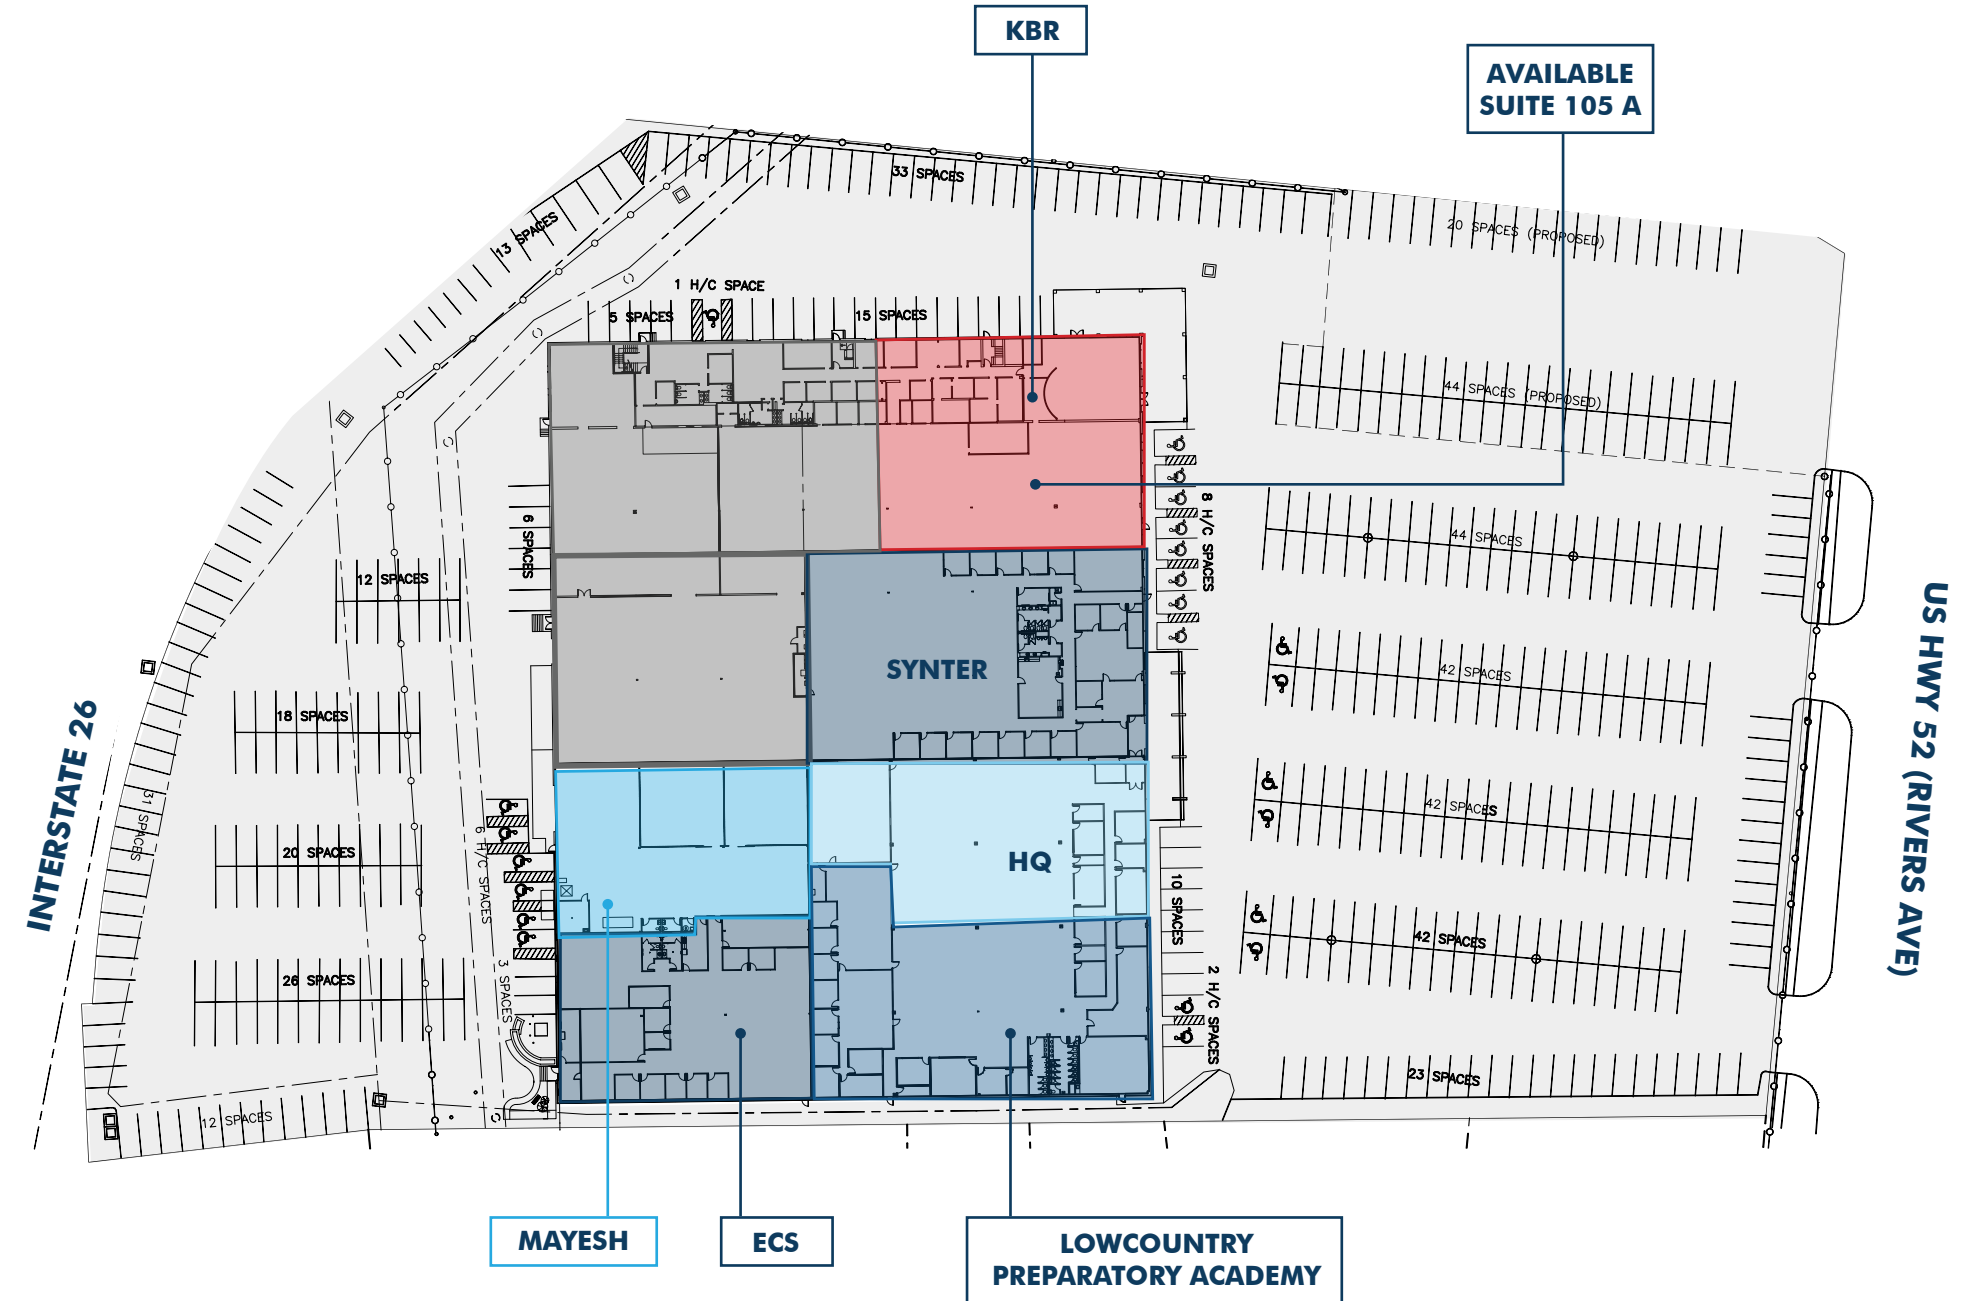 KBR
AVAILABLE
SUITE 105 A
33 SPACES
13 SPACES
20 SPACES (PROPOSED)
1 H/C SPACE
5 SPACES
15 SPACES
44 SPACES (PROPOSED)
6 SPACES
8 H/C SPACES
44 SPACES
12 SPACES
SYNTER
42 SPACES
18 SPACES
INTERSTATE 26
US HWY 52 (RIVERS AVE)
31 SPACES
42 SPACES
20 SPACES
6 H/C SPACES
HQ
10 SPACES
42 SPACES
26 SPACES
3 SPACES
2 H/C SPACES
23 SPACES
12 SPACES
MAYESH
ECS
LOWCOUNTRY
PREPARATORY ACADEMY